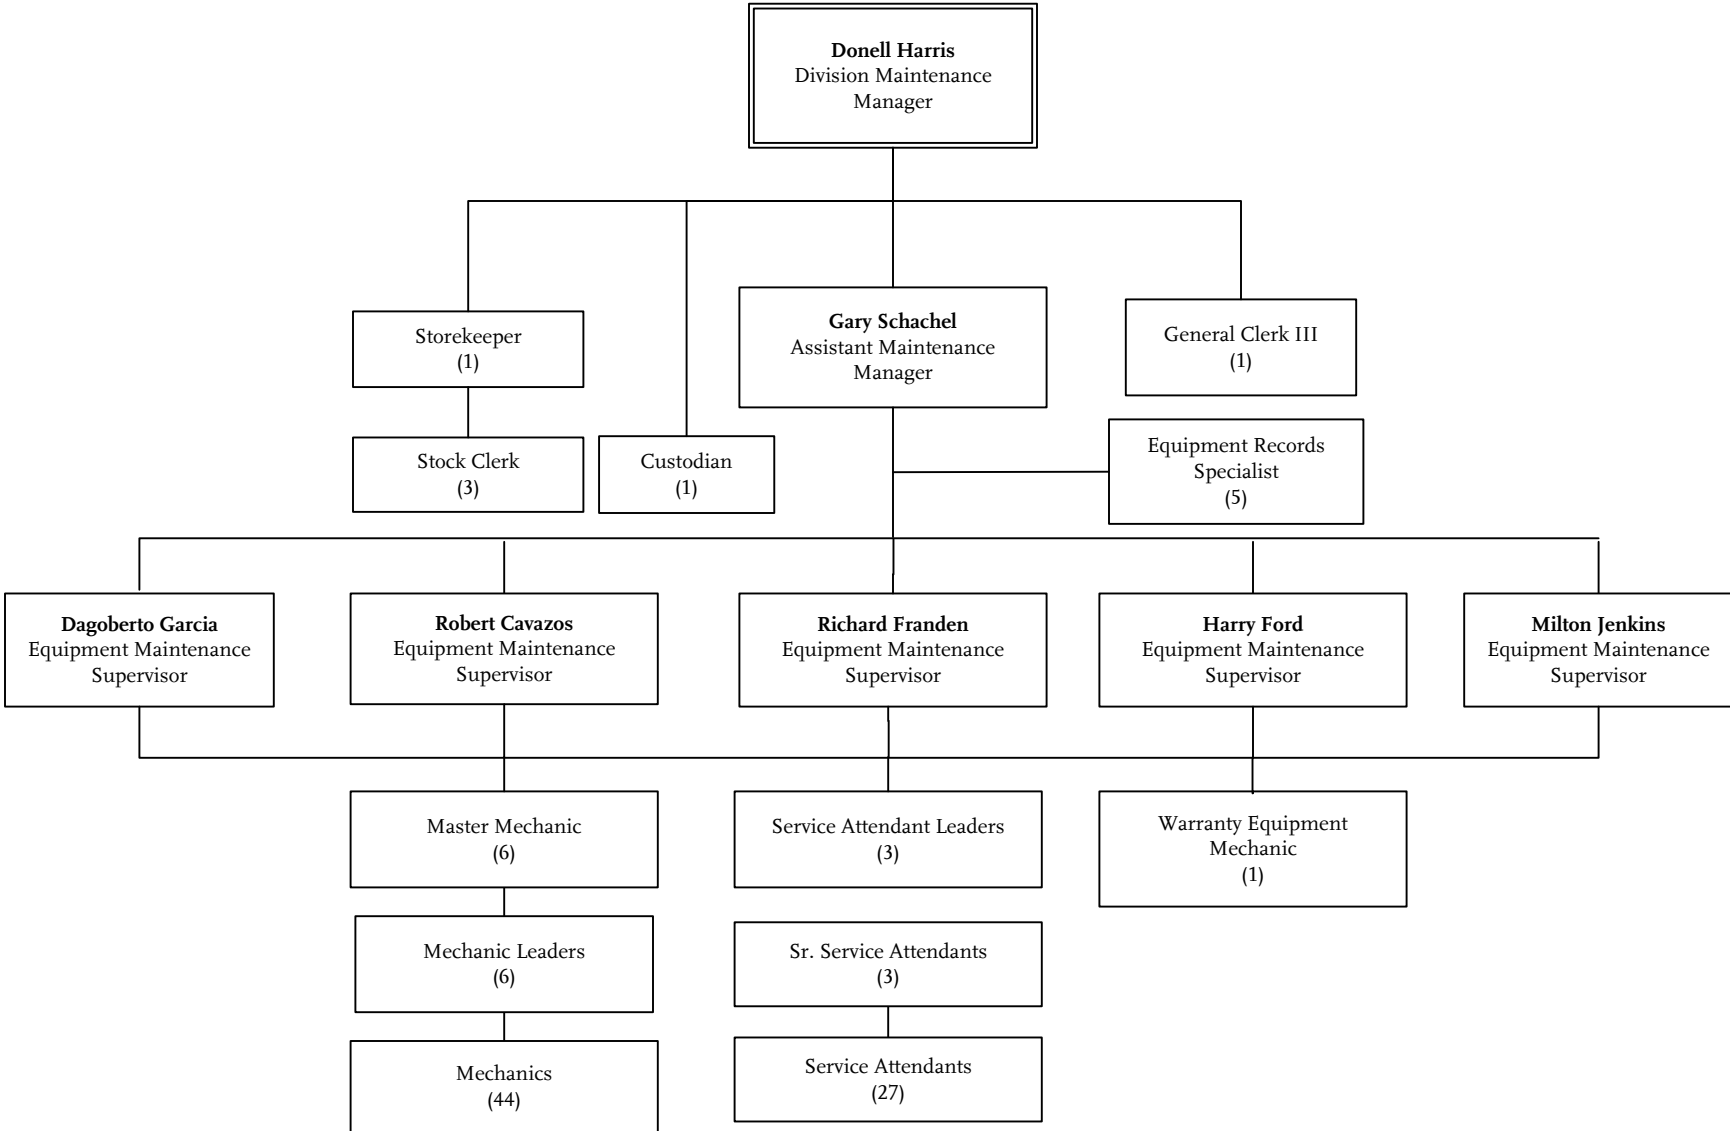 Donell Harris
Division Maintenance
Manager
Gary Schachel
Assistant Maintenance
Manager
Storekeeper
(1)
General Clerk III
(1)
Stock Clerk
(3)
Custodian
(1)
Equipment Records
Specialist
(5)
Dagoberto Garcia
Equipment Maintenance
Supervisor
Robert Cavazos
Equipment Maintenance
Supervisor
Richard Franden
Equipment Maintenance
Supervisor
Harry Ford
Equipment Maintenance
Supervisor
Milton Jenkins
Equipment Maintenance
Supervisor
Master Mechanic
(6)
Service Attendant Leaders
(3)
Warranty Equipment
Mechanic
(1)
Mechanic Leaders
(6)
Sr. Service Attendants
(3)
Mechanics
(44)
Service Attendants
(27)